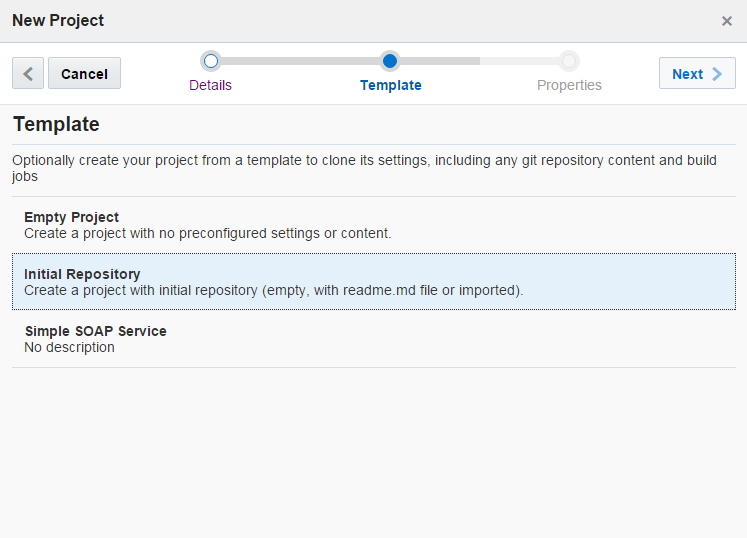 New Project
×
Cancel
Details
Template
Properties
Next
Template
Optionally create your project from a template to clone its settings, including any git repository content and build
jobs
Empty Project
Create a project with no preconfigured settings or content.
Initial Repository
Create a project with initial repository (empty, with readme.md file or imported).
Simple SOAP Service
No description